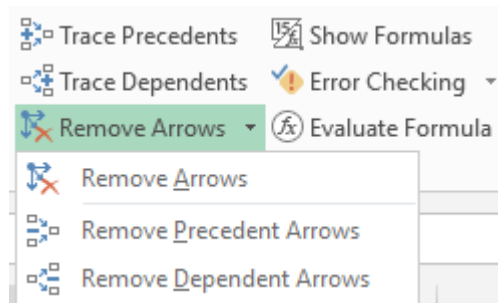 Trace Precedents Show Formulas
Trace Dependents Error Checking
Remove Arrows fx Evaluate Formula
Remove Arrows
Remove Precedent Arrows
Remove Dependent Arrows